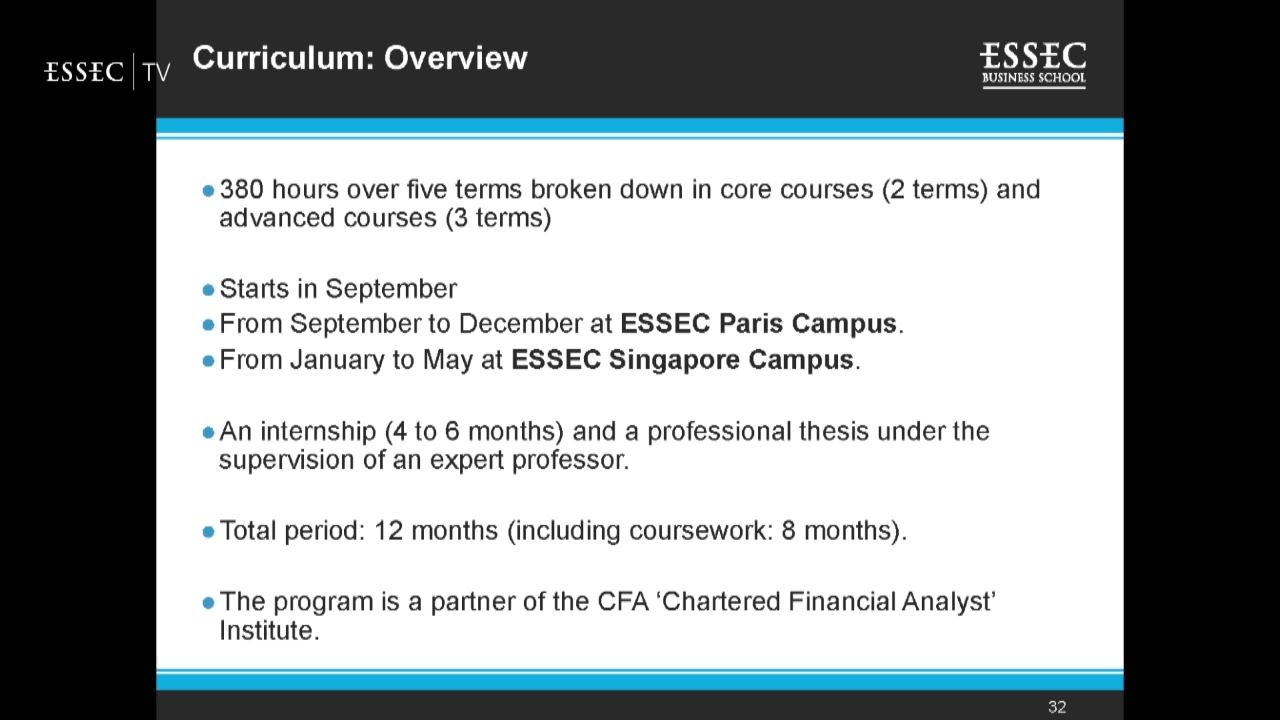 ESSEC TV
Curriculum: Overview
ESSEC
BUSINESS SCHOOL
380 hours over five terms broken down in core courses (2 terms) and
advanced courses (3 terms)
Starts in September
From September to December at ESSEC Paris Campus.
From January to May at ESSEC Singapore Campus.
An internship (4 to 6 months) and a professional thesis under the
supervision of an expert professor.
Total period: 12 months (including coursework: 8 months).
The program is a partner of the CFA ‘Chartered Financial Analyst’
Institute.
32